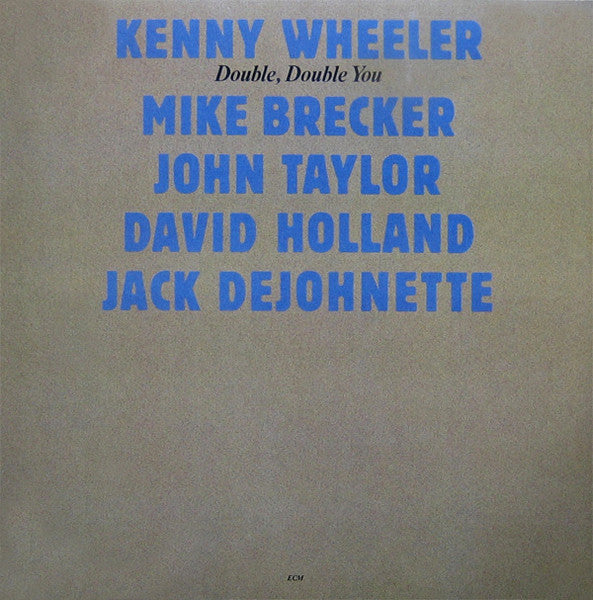 KENNY WHEELER
Double, Double You
MIKE BRECKER
JOHN TAYLOR
DAVID HOLLAND
JACK DEJOHNETTE
ECM